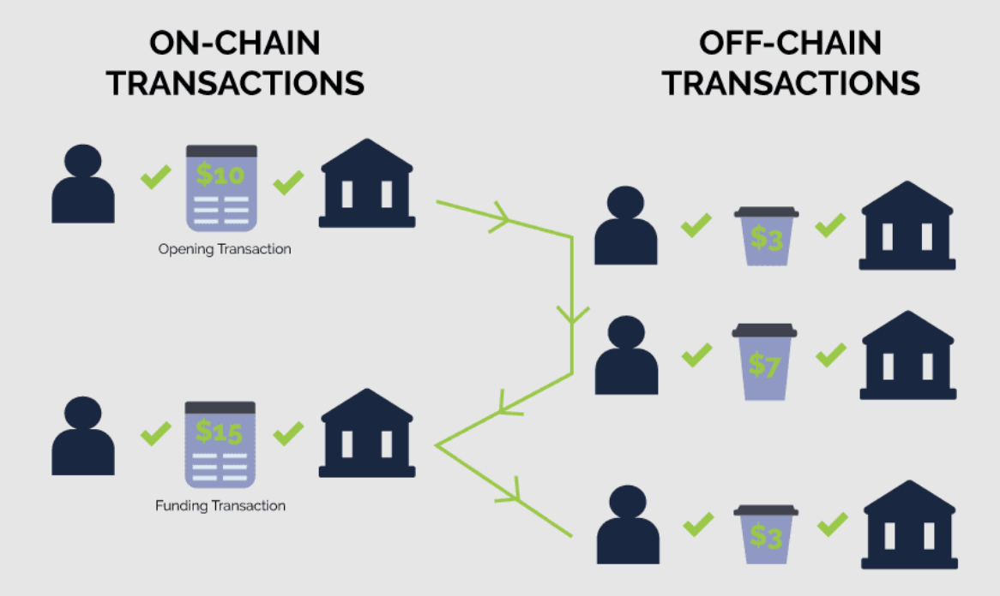 ON-CHAIN
TRANSACTIONS
$10
Opening Transaction
$15
Funding Transaction
OFF-CHAIN
TRANSACTIONS
$3
$7
$3